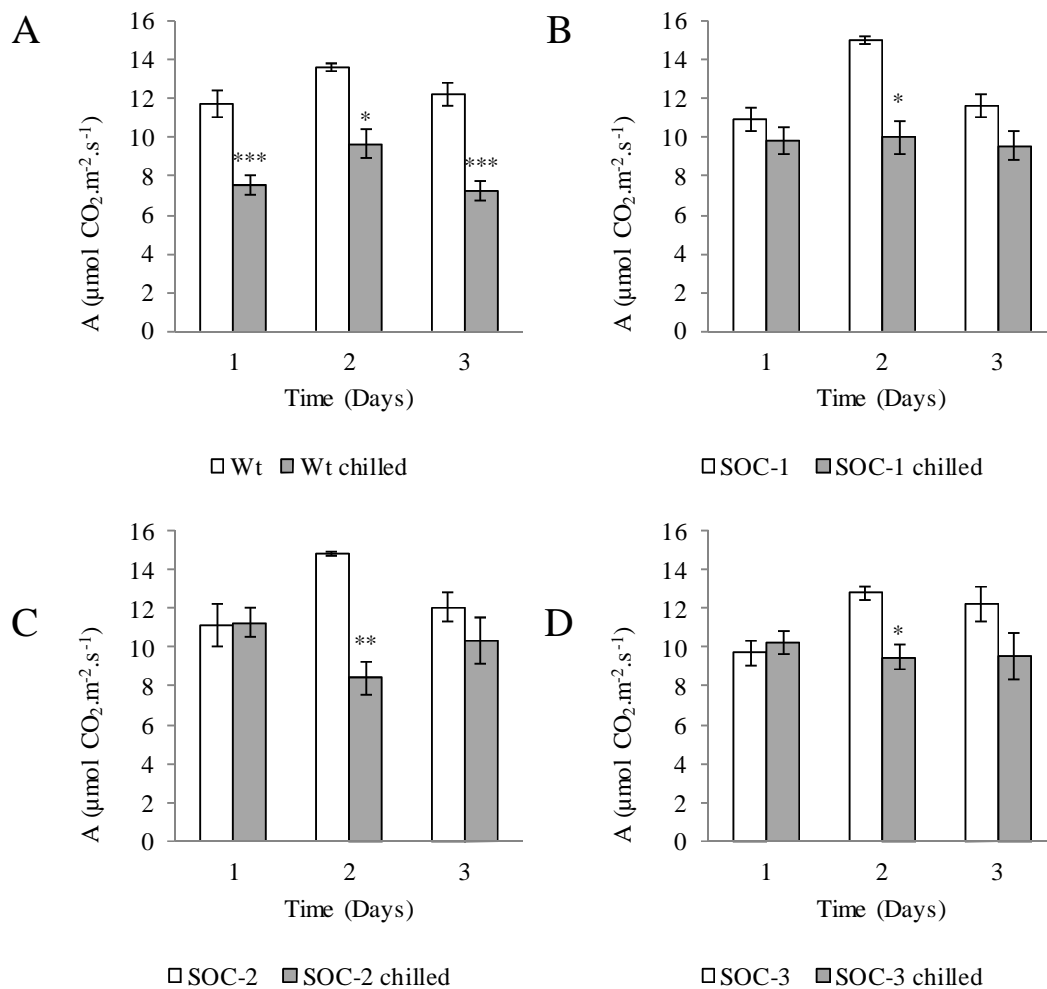 A
A (µmol CO₂.m⁻².s⁻¹)
16
14
12
10
8
6
4
2
0
***
*
***
1 2 3
Time (Days)
Wt Wt chilled
B
A (µmol CO₂.m⁻².s⁻¹)
16
14
12
10
8
6
4
2
0
*
1 2 3
Time (Days)
SOC-1 SOC-1 chilled
C
A (µmol CO₂.m⁻².s⁻¹)
16
14
12
10
8
6
4
2
0
**
1 2 3
Time (Days)
SOC-2 SOC-2 chilled
D
A (µmol CO₂.m⁻².s⁻¹)
16
14
12
10
8
6
4
2
0
*
1 2 3
Time (Days)
SOC-3 SOC-3 chilled